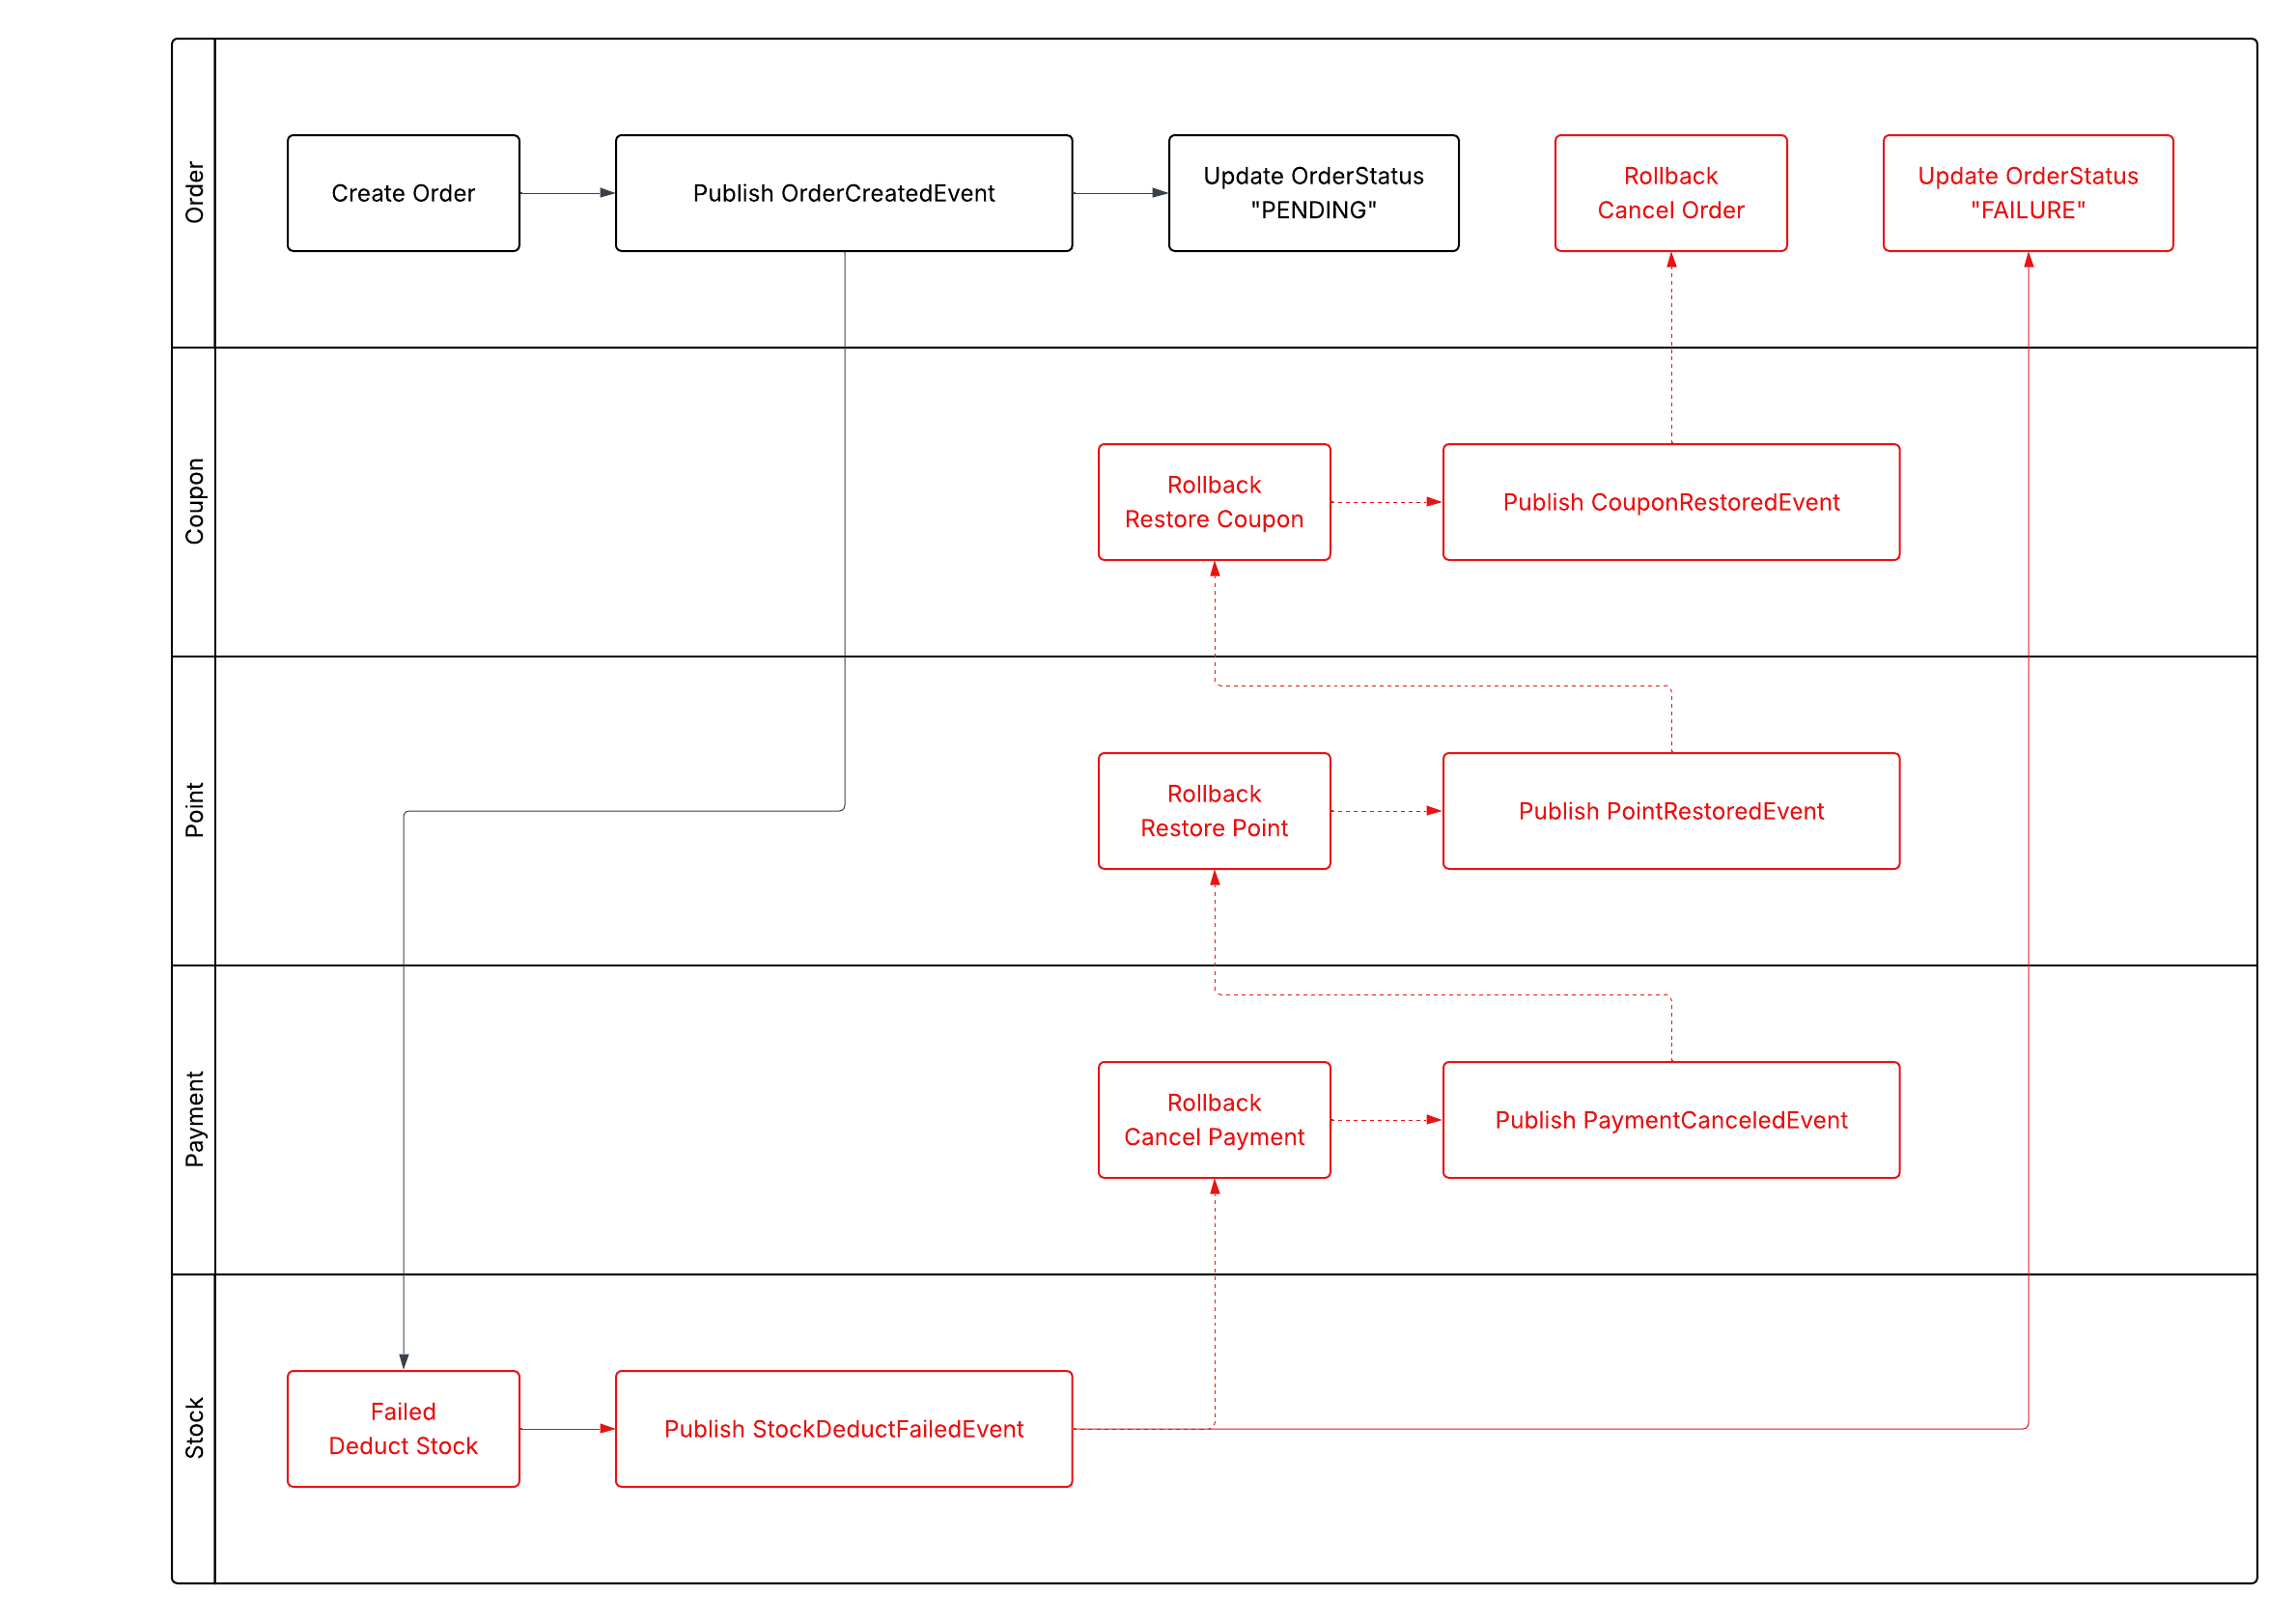 Order
Create Order
Publish OrderCreatedEvent
Update OrderStatus
"PENDING"
Rollback
Cancel Order
Update OrderStatus
"FAILURE"
Coupon
Rollback
Restore Coupon
Publish CouponRestoredEvent
Point
Rollback
Restore Point
Publish PointRestoredEvent
Payment
Rollback
Cancel Payment
Publish PaymentCanceledEvent
Stock
Failed
Deduct Stock
Publish StockDeductFailedEvent